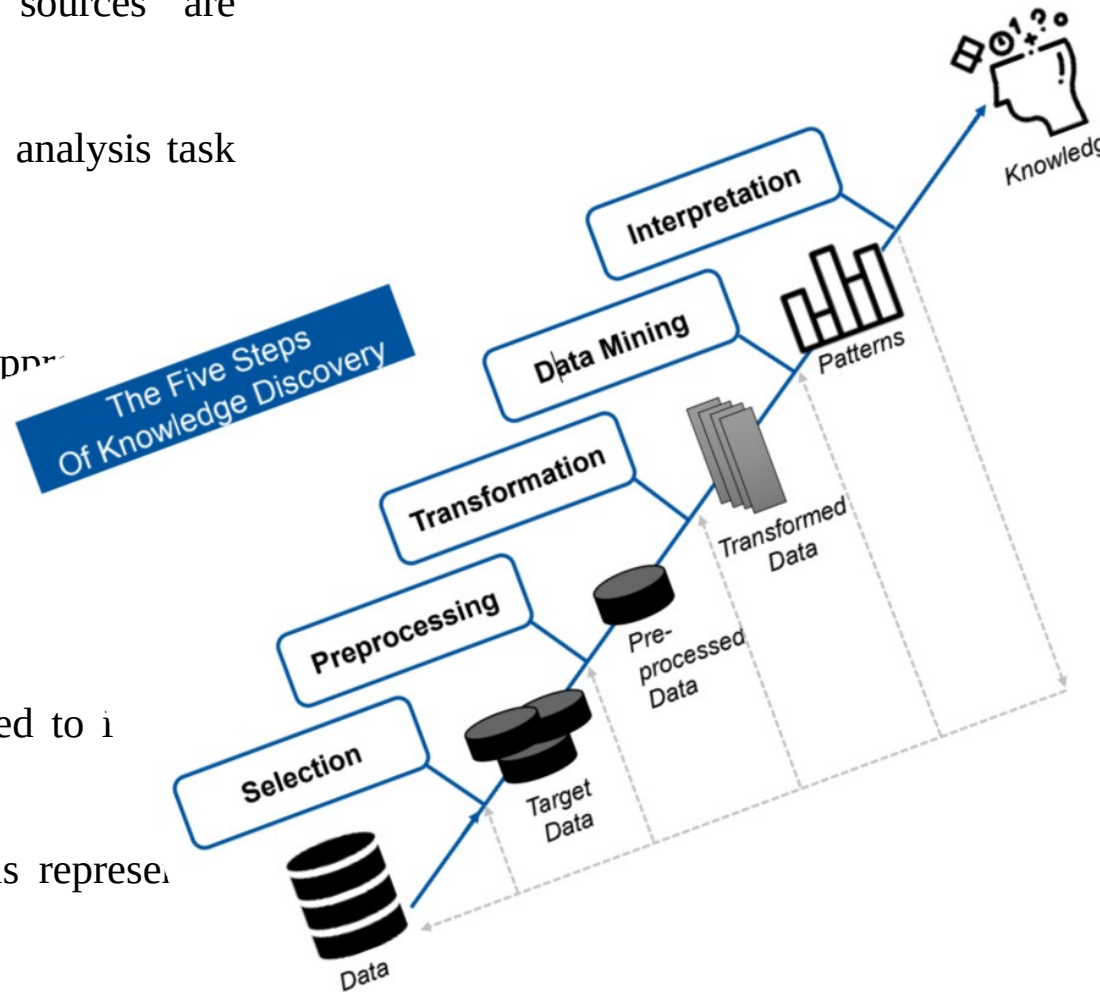 sources are
analysis task
The Five Steps
Of Knowledge Discovery
ed to
Interpretation
Data Mining
Transformation
Preprocessing
Selection
Patterns
Transformed
Data
Pre-
processed
Data
Target
Data
Data